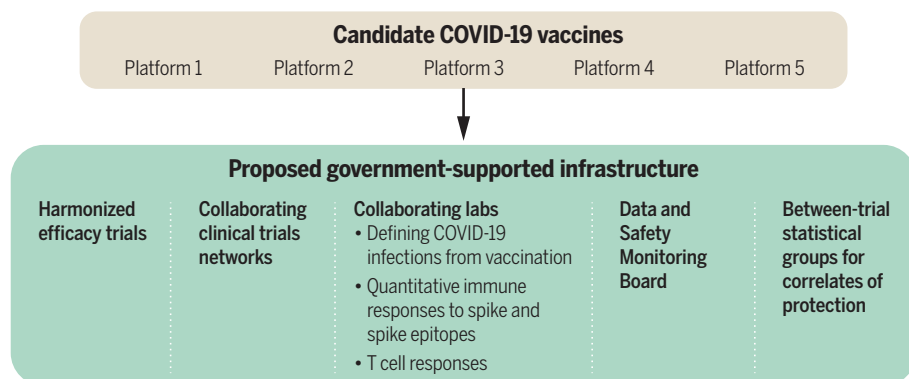 Candidate COVID-19 vaccines
Platform 1 Platform 2 Platform 3 Platform 4 Platform 5
Proposed government-supported infrastructure
Harmonized
efficacy trials
Collaborating
clinical trials
networks
Collaborating labs
• Defining COVID-19
infections from vaccination
• Quantitative immune
responses to spike and
spike epitopes
• T cell responses
Data and
Safety
Monitoring
Board
Between-trial
statistical
groups for
correlates of
protection